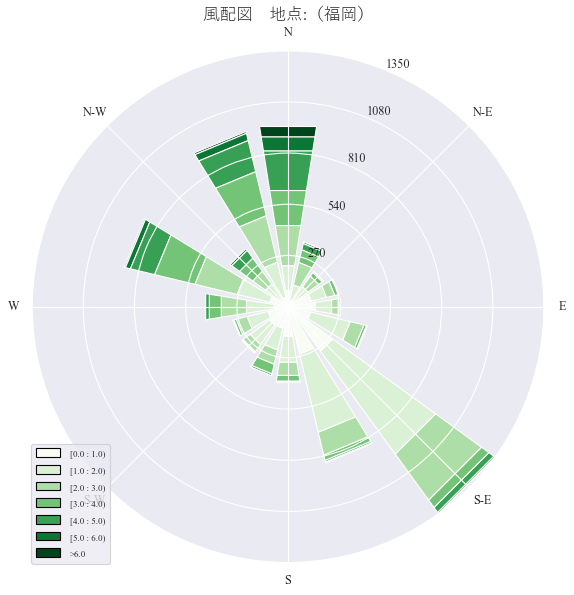 風配図　地点:（福岡）
N
1350
1080
N-W
N-E
810
540
270
W
E
[0.0 : 1.0)
[1.0 : 2.0)
[2.0 : 3.0)
S-W
S-E
[3.0 : 4.0)
[4.0 : 5.0)
[5.0 : 6.0)
>6.0
S